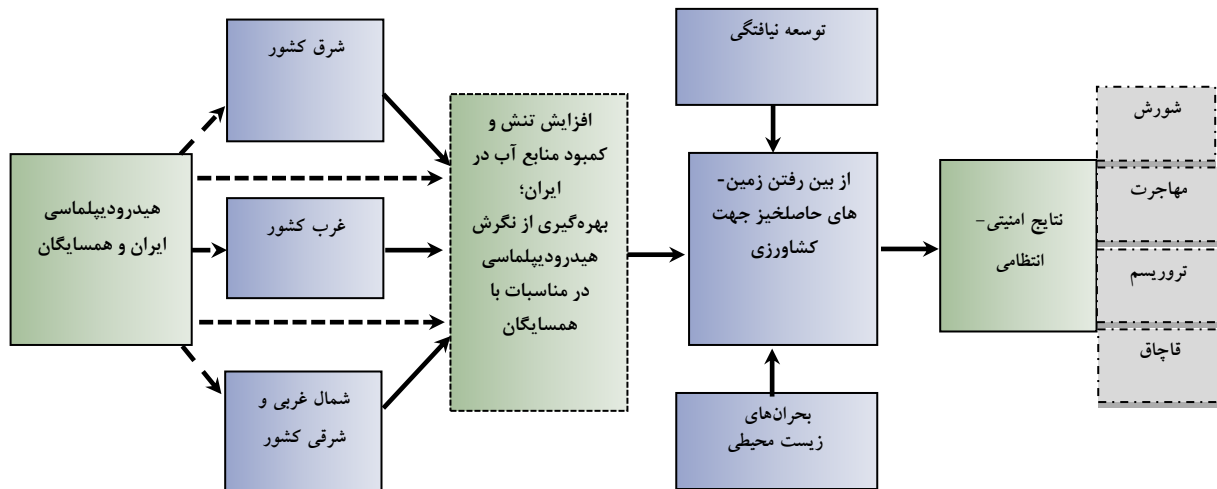 هیدرودیپلماسی
ایران و همسایگان
شرق کشور
غرب کشور
شمال غربی و
شرقی کشور
افزایش تنش و
کمبود منابع آب در
ایران؛
بهره‌گیری از نگرش
هیدرودیپلماسی
در مناسبات با
همسایگان
توسعه نیافتگی
از بین رفتن زمین-
های حاصلخیز جهت
کشاورزی
بحران‌های
زیست محیطی
نتایج امنیتی–
انتظامی
شورش
مهاجرت
تروریسم
قاچاق